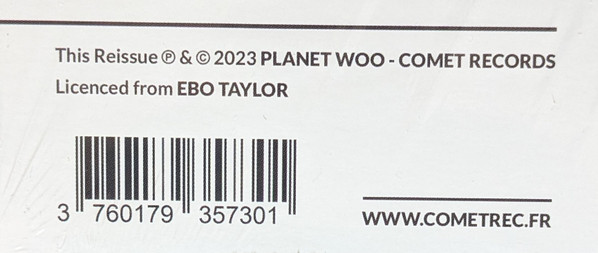 This Reissue ℗ & © 2023 PLANET WOO - COMET RECORDS
Licenced from EBO TAYLOR
3 760179 357301
WWW.COMETREC.FR